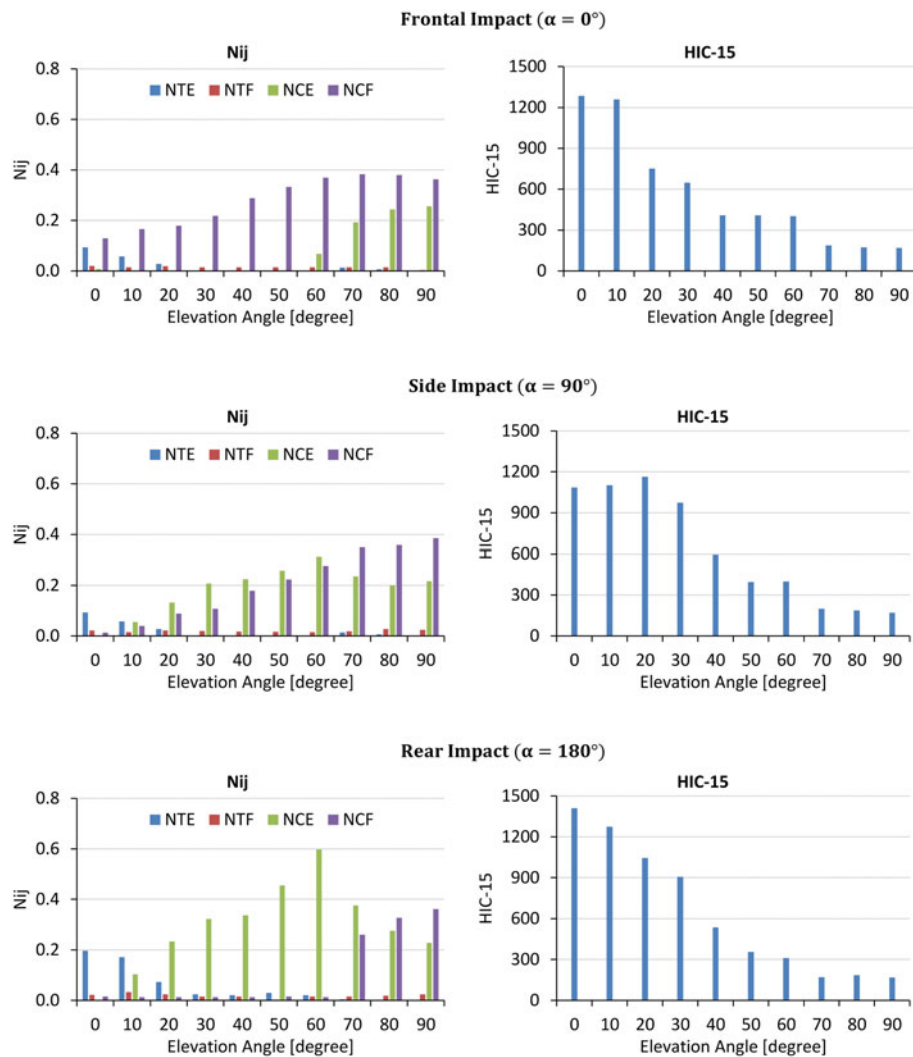 Frontal Impact (α = 0°)
Nij
0.8
0.6
0.4
0.2
0.0
Nij
NTE NTF NCE NCF
0 10 20 30 40 50 60 70 80 90
Elevation Angle [degree]
HIC-15
1500
1200
900
600
300
0
HIC-15
0 10 20 30 40 50 60 70 80 90
Elevation Angle [degree]
Side Impact (α = 90°)
Nij
0.8
0.6
0.4
0.2
0.0
Nij
NTE NTF NCE NCF
0 10 20 30 40 50 60 70 80 90
Elevation Angle [degree]
HIC-15
1500
1200
900
600
300
0
HIC-15
0 10 20 30 40 50 60 70 80 90
Elevation Angle [degree]
Rear Impact (α = 180°)
Nij
0.8
0.6
0.4
0.2
0.0
Nij
NTE NTF NCE NCF
0 10 20 30 40 50 60 70 80 90
Elevation Angle [degree]
HIC-15
1500
1200
900
600
300
0
HIC-15
0 10 20 30 40 50 60 70 80 90
Elevation Angle [degree]